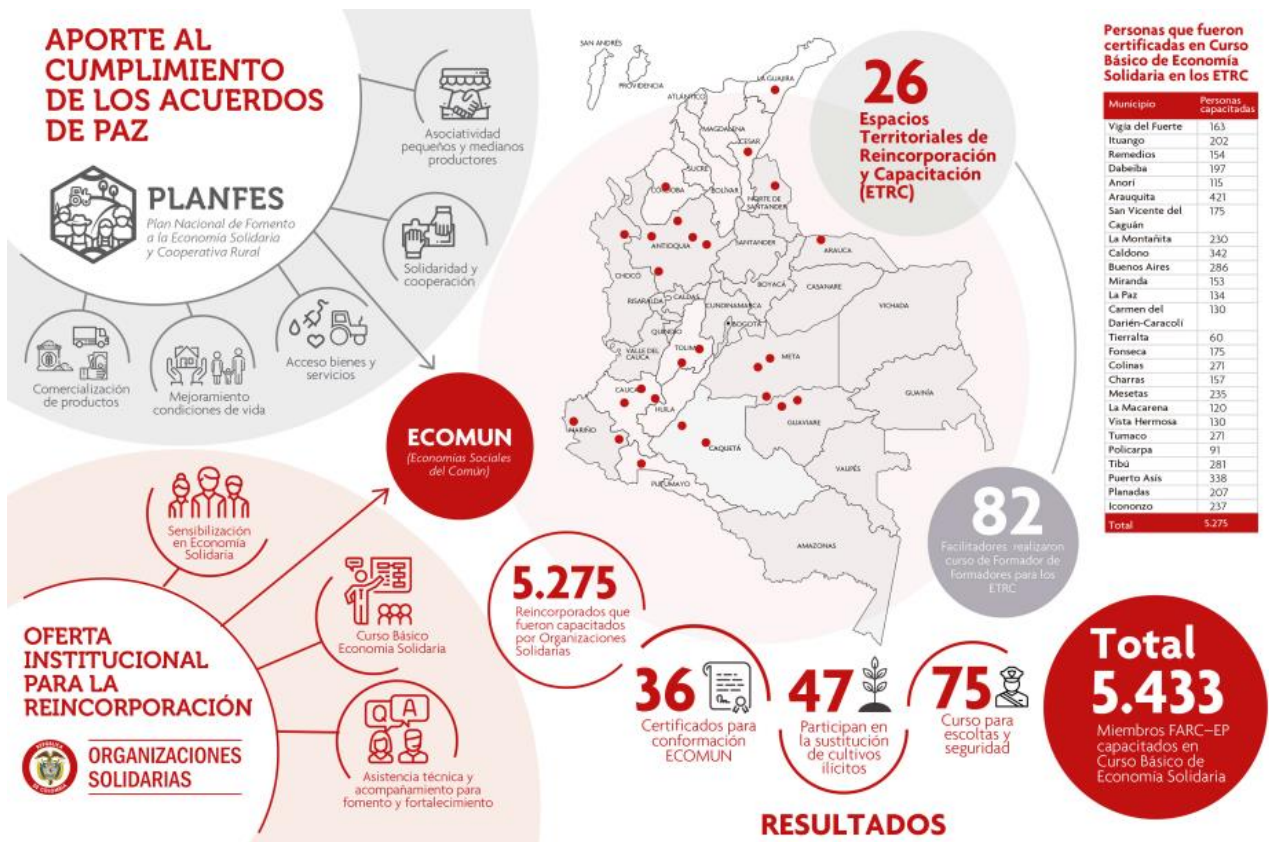 APORTE AL
CUMPLIMIENTO
DE LOS ACUERDOS
DE PAZ
PLANFES
Plan Nacional de Fomento
a la Economía Solidaria
y Cooperativa Rural
Asociatividad
pequeños y medianos
productores
Solidaridad y
cooperación
Acceso bienes y
servicios
Mejoramiento
condiciones de vida
Comercialización
de productos
ECOMUN
(Economías Sociales
del Común)
Sensibilización
en Economía
Solidaria
Curso Básico
Economía Solidaria
Q A
Asistencia técnica y
acompañamiento para
fomento y fortalecimiento
OFERTA
INSTITUCIONAL
PARA LA
REINCORPORACIÓN
REPÚBLICA
DE COLOMBIA
ORGANIZACIONES
SOLIDARIAS
SAN ANDRÉS
PROVIDENCIA
LA GUAJIRA
ATLÁNTICO
MAGDALENA
CESAR
SUCRE
CÓRDOBA
BOLÍVAR
NORTE DE
SANTANDER
ANTIOQUIA
SANTANDER
ARAUCA
CHOCÓ
BOYACÁ
CASANARE
RISARALDA
CALDAS
CUNDINAMARCA
VICHADA
BOGOTÁ
QUINDÍO
TOLIMA
VALLE DEL
CAUCA
META
CAUCA
GUAINÍA
HUILA
GUAVIARE
NARIÑO
CAQUETÁ
VAUPÉS
PUTUMAYO
AMAZONAS
26
Espacios
Territoriales de
Reincorporación
y Capacitación
(ETRC)
82
Facilitadores realizaron
curso de Formador de
Formadores para los
ETRC
Personas que fueron
certificadas en Curso
Básico de Economía
Solidaria en los ETRC
Municipio Personas capacitadas
Vigía del Fuerte 163
Ituango 202
Remedios 154
Dabeiba 197
Anorí 115
Arauquita 421
San Vicente del Caguán 175
La Montañita 230
Caldono 342
Buenos Aires 286
Miranda 153
La Paz 134
Carmen del Darién-Caracolí 130
Tierralta 60
Fonseca 175
Colinas 271
Charras 157
Mesetas 235
La Macarena 120
Vista Hermosa 130
Tumaco 271
Policarpa 91
Tibú 281
Puerto Asís 338
Planadas 207
Icononzo 237
Total 5.275
5.275
Reincorporados que
fueron capacitados
por Organizaciones
Solidarias
36
Certificados para
conformación
ECOMUN
47
Participan en
la sustitución
de cultivos
ilícitos
75
Curso para
escoltas y
seguridad
Total
5.433
Miembros FARC–EP
capacitados en
Curso Básico de
Economía Solidaria
RESULTADOS